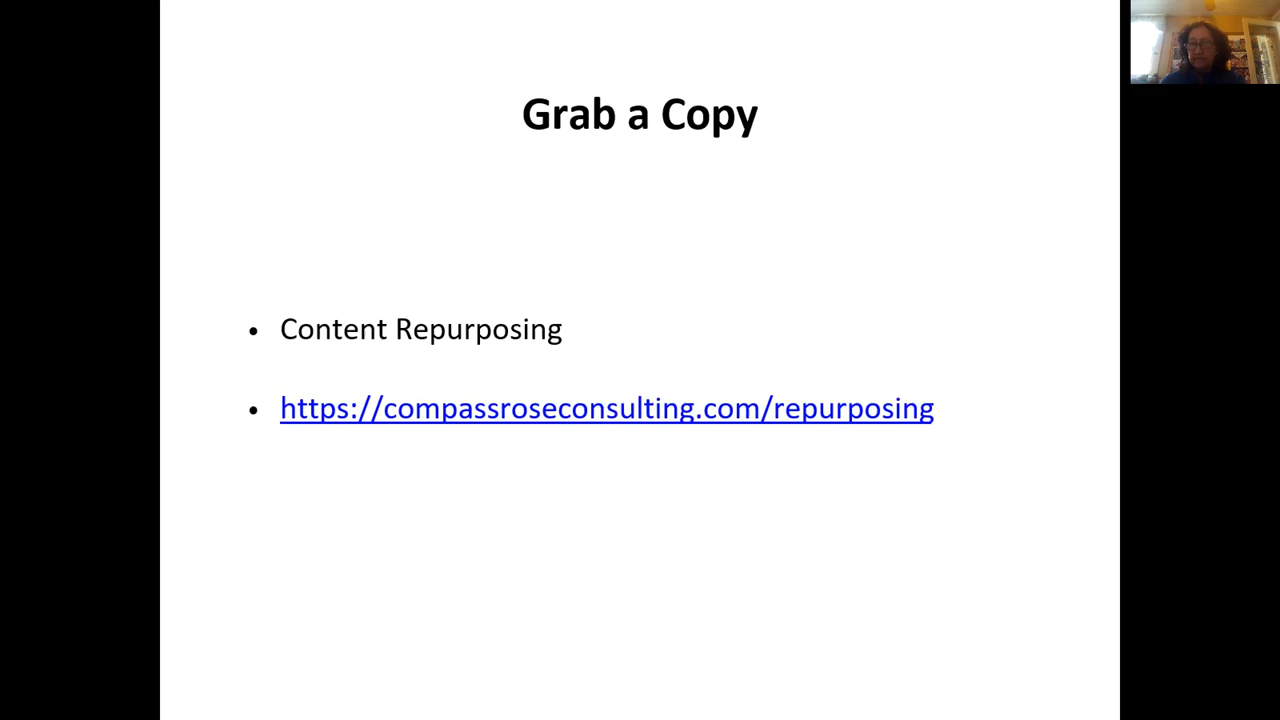 Grab a Copy
• Content Repurposing
• https://compassroseconsulting.com/repurposing